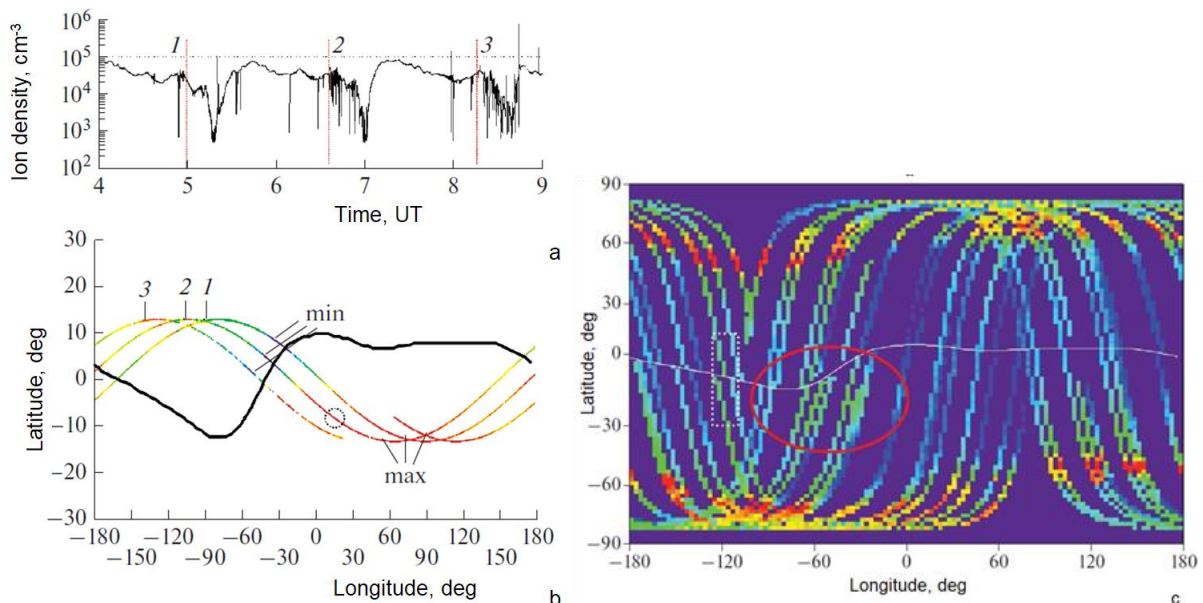 Ion density, cm-3
10^6
10^5
10^4
10^3
10^2
1 2 3
4 5 6 7 8 9
Time, UT
a
Latitude, deg
30
20
10
0
−10
−20
−30
3 2 1
min
max
−180 −120 −60 0 60 120 180
−150 −90 −30 30 90 150
Longitude, deg
b
Latitude, deg
90
60
30
0
−30
−60
−90
−180 −120 −60 0 60 120 180
Longitude, deg
c